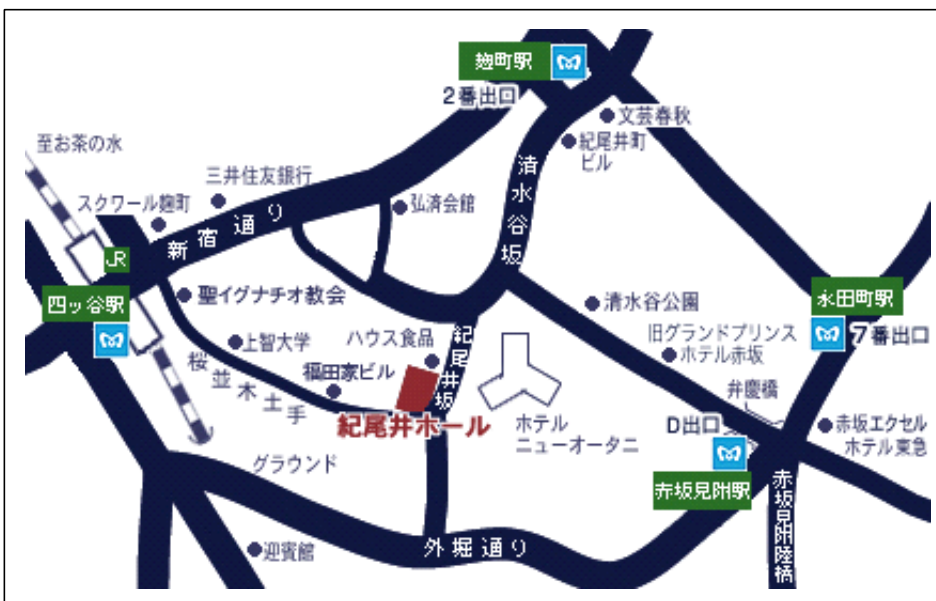 麹町駅
2番出口
文芸春秋
紀尾井町
ビル
至お茶の水
三井住友銀行
スクワール麹町
弘済会館
清水谷坂
新宿通り
JR
四ッ谷駅
聖イグナチオ教会
清水谷公園
永田町駅
7番出口
旧グランドプリンス
ホテル赤坂
上智大学
ハウス食品
紀尾井坂
福田家ビル
桜並木土手
紀尾井ホール
ホテル
ニューオータニ
弁慶橋
D出口
赤坂エクセル
ホテル東急
グラウンド
赤坂見附駅
赤坂見附陸橋
外堀通り
迎賓館